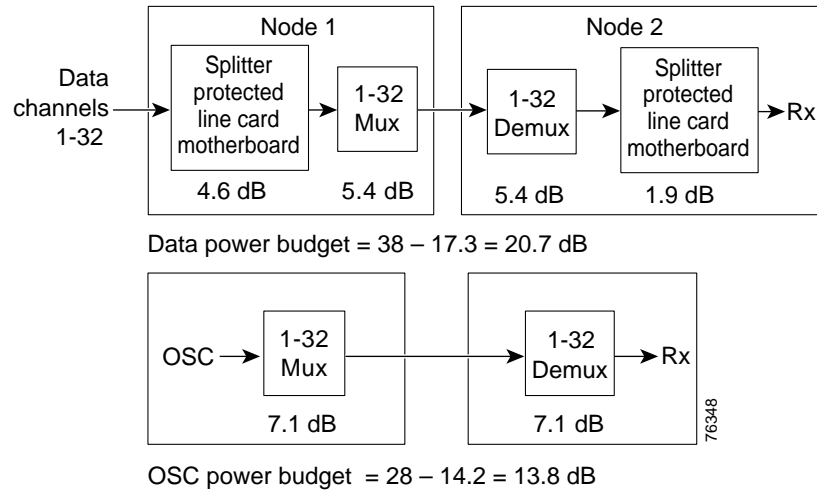 Node 1
Node 2
Data
channels
1-32
Splitter
protected
line card
motherboard
1-32
Mux
1-32
Demux
Splitter
protected
line card
motherboard
Rx
4.6 dB
5.4 dB
5.4 dB
1.9 dB
Data power budget = 38 – 17.3 = 20.7 dB
OSC
1-32
Mux
1-32
Demux
Rx
7.1 dB
7.1 dB
76348
OSC power budget = 28 – 14.2 = 13.8 dB